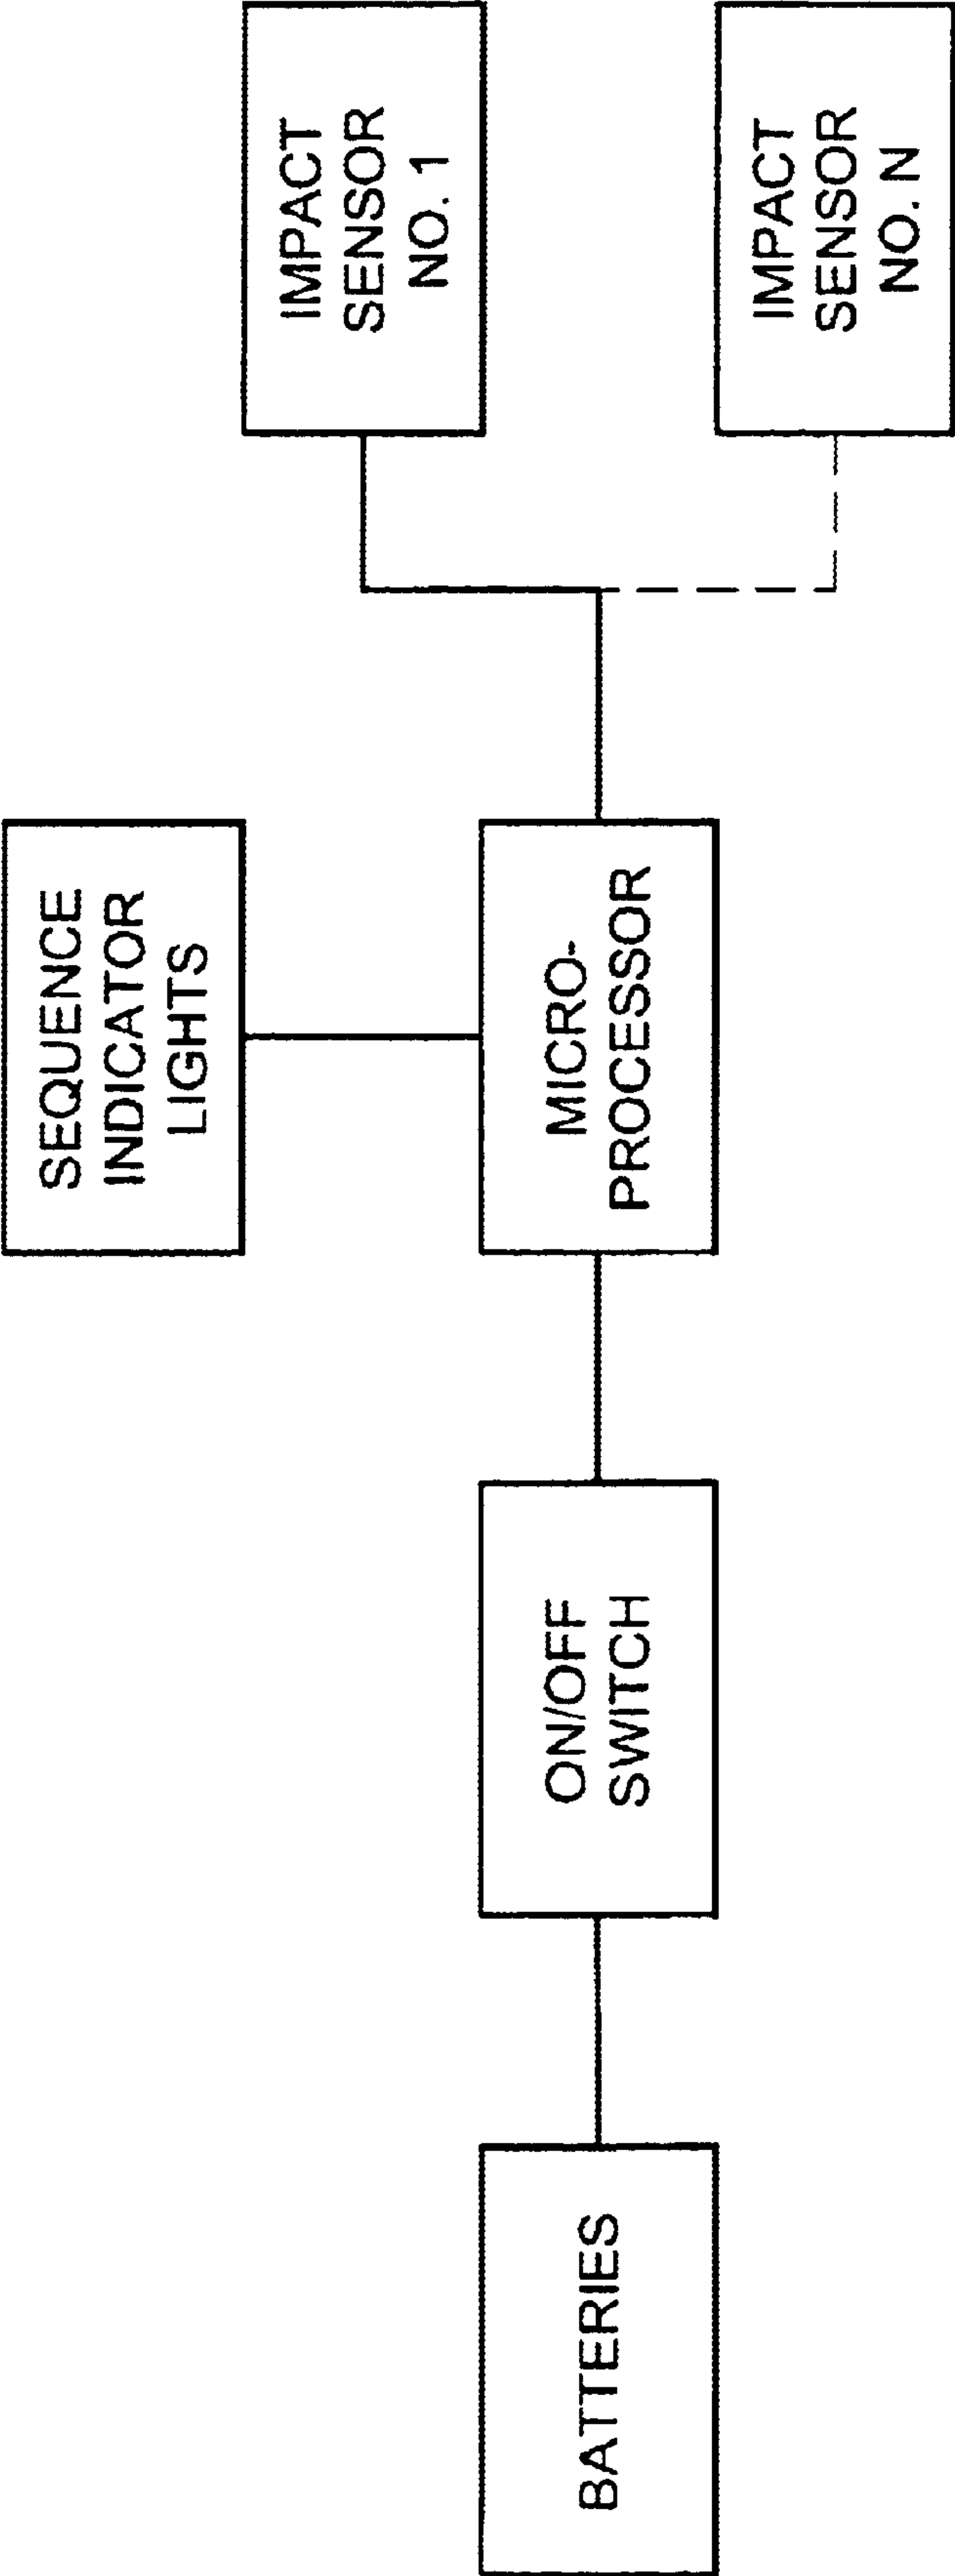 SEQUENCE
INDICATOR
LIGHTS
IMPACT
SENSOR
NO. 1
BATTERIES
ON/OFF
SWITCH
MICRO-
PROCESSOR
IMPACT
SENSOR
NO. N